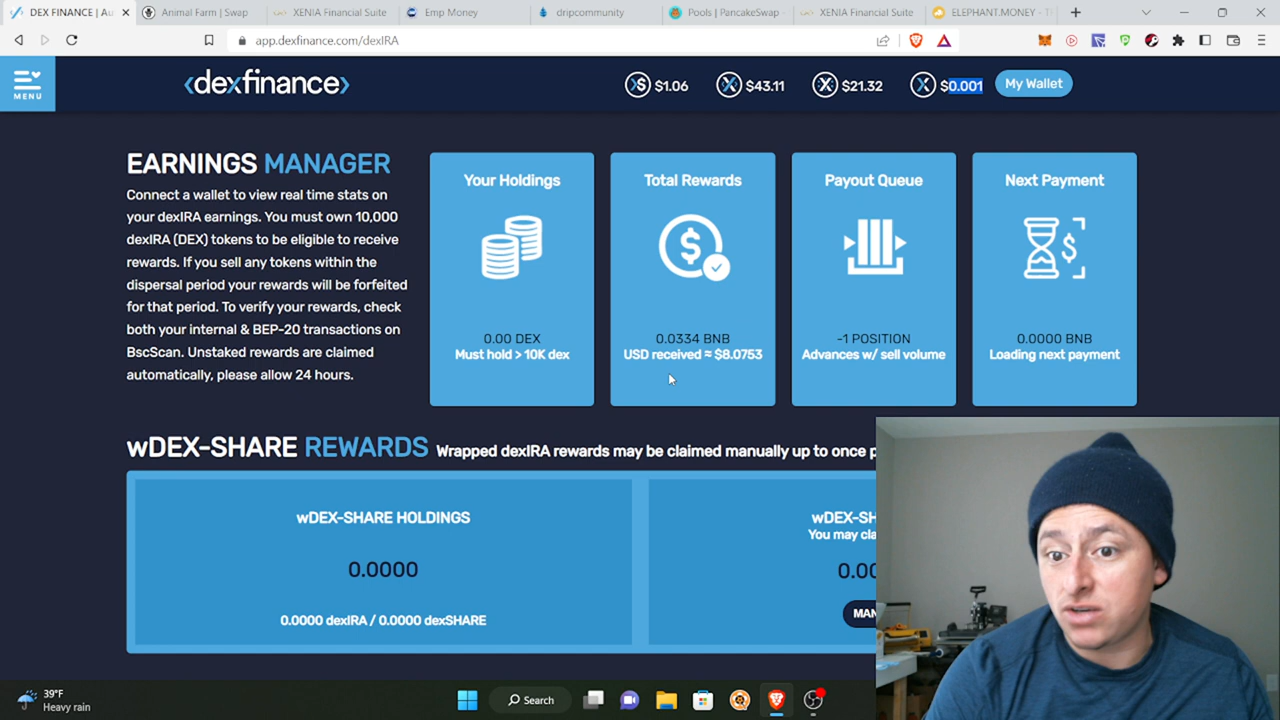 DEX FINANCE | Au
Animal Farm | Swap
XENIA Financial Suite
Emp Money
dripcommunity
Pools | PancakeSwap -
XENIA Financial Suite
ELEPHANT.MONEY - T
app.dexfinance.com/dexIRA
MENU
‹dexfinance›
$1.06
$43.11
$21.32
$0.001
My Wallet
EARNINGS MANAGER
Connect a wallet to view real time stats on
your dexIRA earnings. You must own 10,000
dexIRA (DEX) tokens to be eligible to receive
rewards. If you sell any tokens within the
dispersal period your rewards will be forfeited
for that period. To verify your rewards, check
both your internal & BEP-20 transactions on
BscScan. Unstaked rewards are claimed
automatically, please allow 24 hours.
Your Holdings
0.00 DEX
Must hold > 10K dex
Total Rewards
0.0334 BNB
USD received ≈ $8.0753
Payout Queue
-1 POSITION
Advances w/ sell volume
Next Payment
0.0000 BNB
Loading next payment
wDEX-SHARE REWARDS Wrapped dexIRA rewards may be claimed manually up to once p
wDEX-SHARE HOLDINGS
0.0000
0.0000 dexIRA / 0.0000 dexSHARE
wDEX-SH
You may cla
0.00
MAN
39°F
Heavy rain
Search